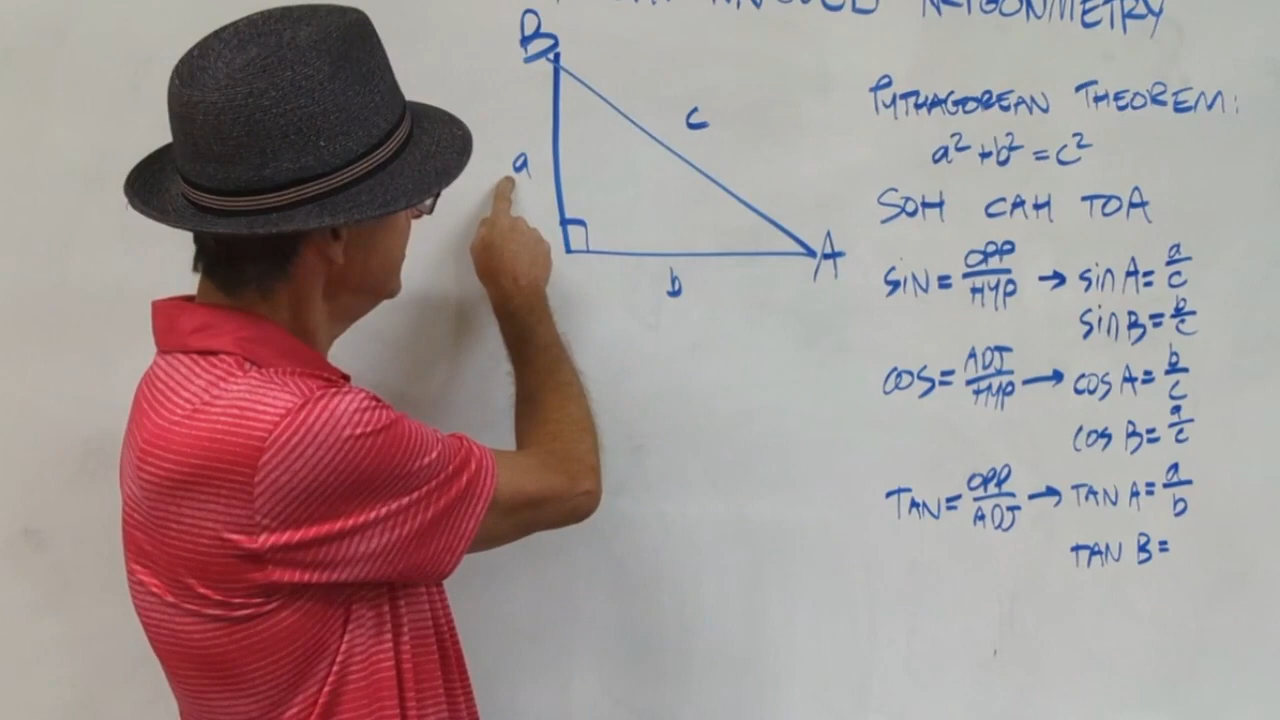 TRIGONOMETRY
B
c
a
A
b
PYTHAGOREAN THEOREM:
a² + b² = c²
SOH CAH TOA
SIN = OPP/HYP → SIN A = a/c
SIN B = b/c
COS = ADJ/HYP → COS A = b/c
COS B = a/c
TAN = OPP/ADJ → TAN A = a/b
TAN B =